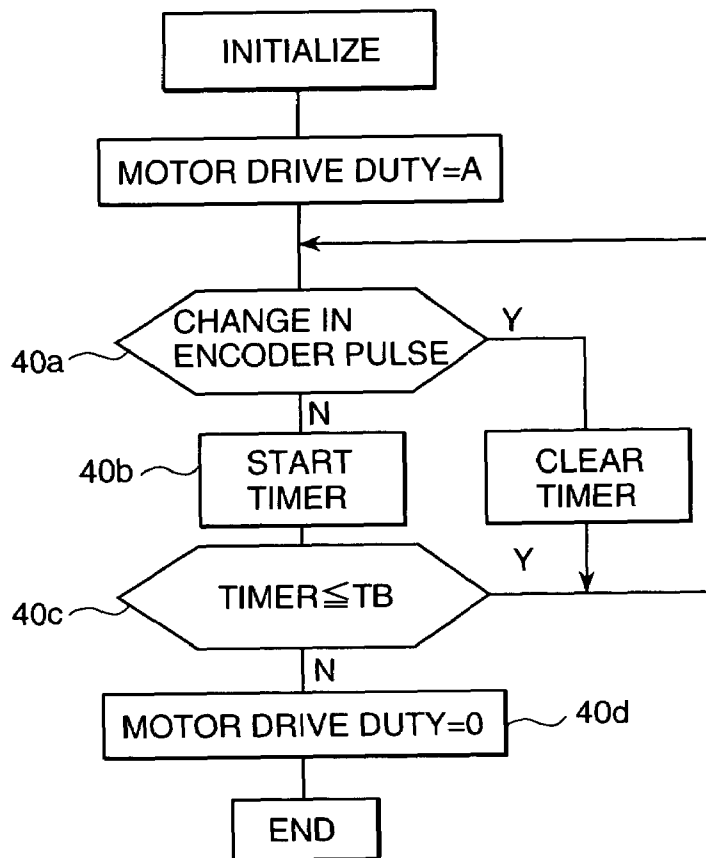 INITIALIZE
MOTOR DRIVE DUTY=A
CHANGE IN
ENCODER PULSE
Y
40a
N
40b
START
TIMER
CLEAR
TIMER
Y
TIMER≦TB
40c
N
MOTOR DRIVE DUTY=0
40d
END